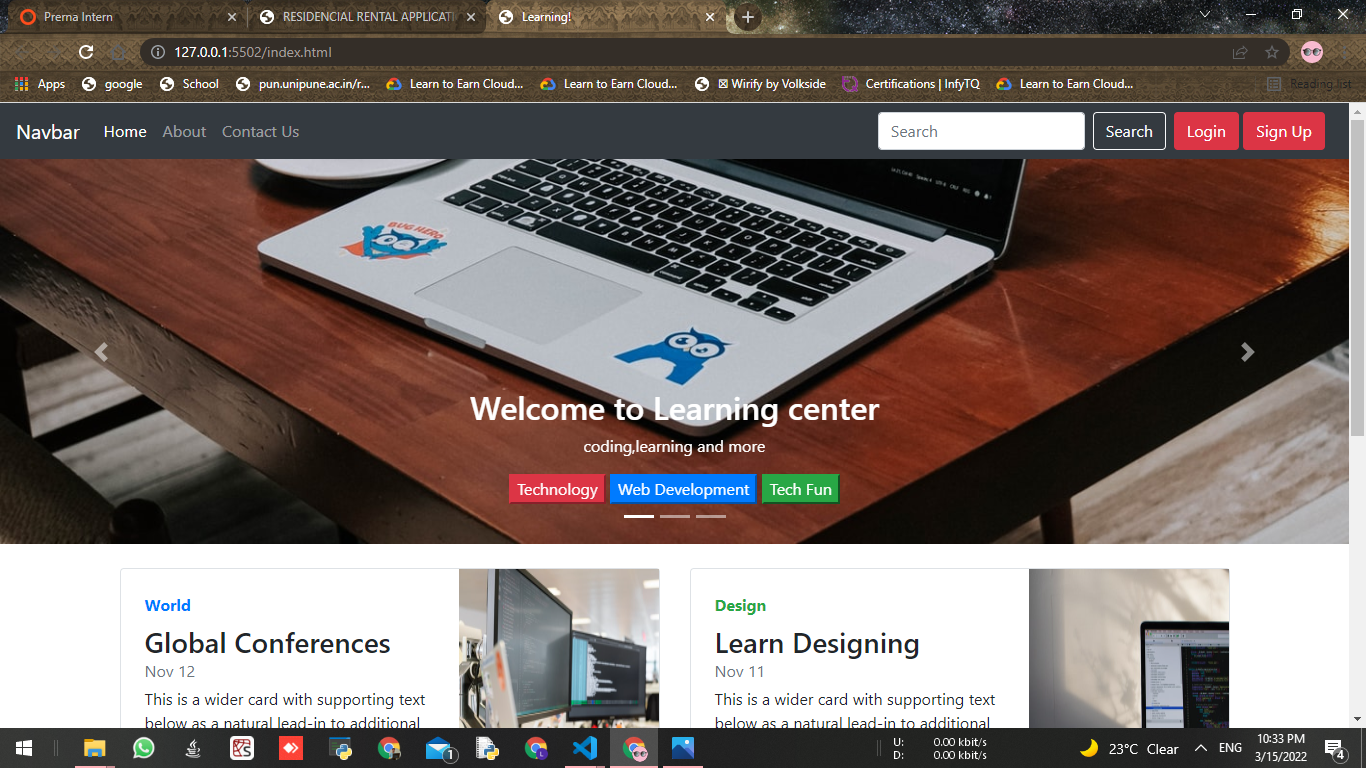 Prema Intern
RESIDENCIAL RENTAL APPLICATI
Learning!
127.0.0.1:5502/index.html
Apps
google
School
pun.unipune.ac.in/r...
Learn to Earn Cloud...
Learn to Earn Cloud...
Wirify by Volkside
Certifications | InfyTQ
Learn to Earn Cloud...
Reading list
Navbar
Home
About
Contact Us
Search
Search
Login
Sign Up
BUG HERO
Welcome to Learning center
coding,learning and more
Technology
Web Development
Tech Fun
World
Global Conferences
Nov 12
This is a wider card with supporting text
below as a natural lead-in to additional
Design
Learn Designing
Nov 11
This is a wider card with supporting text
below as a natural lead-in to additional
1
U: 0.00 kbit/s
D: 0.00 kbit/s
23°C Clear
ENG
10:33 PM
3/15/2022
4